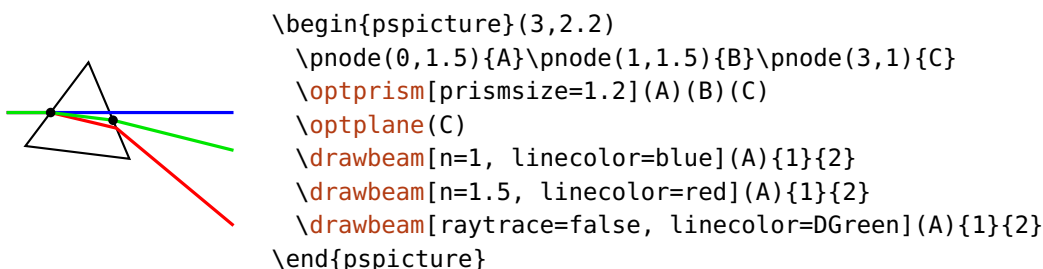 \begin{pspicture}(3,2.2)
\pnode(0,1.5){A}\pnode(1,1.5){B}\pnode(3,1){C}
\optprism[prismsize=1.2](A)(B)(C)
\optplane(C)
\drawbeam[n=1, linecolor=blue](A){1}{2}
\drawbeam[n=1.5, linecolor=red](A){1}{2}
\drawbeam[raytrace=false, linecolor=DGreen](A){1}{2}
\end{pspicture}